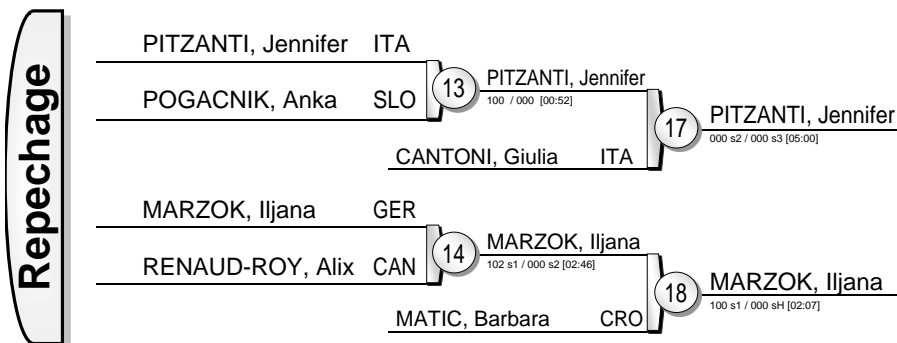 Repechage
PITZANTI, Jennifer ITA
POGACNIK, Anka SLO
13
PITZANTI, Jennifer
100 / 000 [00:52]
CANTONI, Giulia ITA
17
PITZANTI, Jennifer
000 s2 / 000 s3 [05:00]
MARZOK, Iljana GER
RENAUD-ROY, Alix CAN
14
MARZOK, Iljana
102 s1 / 000 s2 [02:46]
MATIC, Barbara CRO
18
MARZOK, Iljana
100 s1 / 000 sH [02:07]